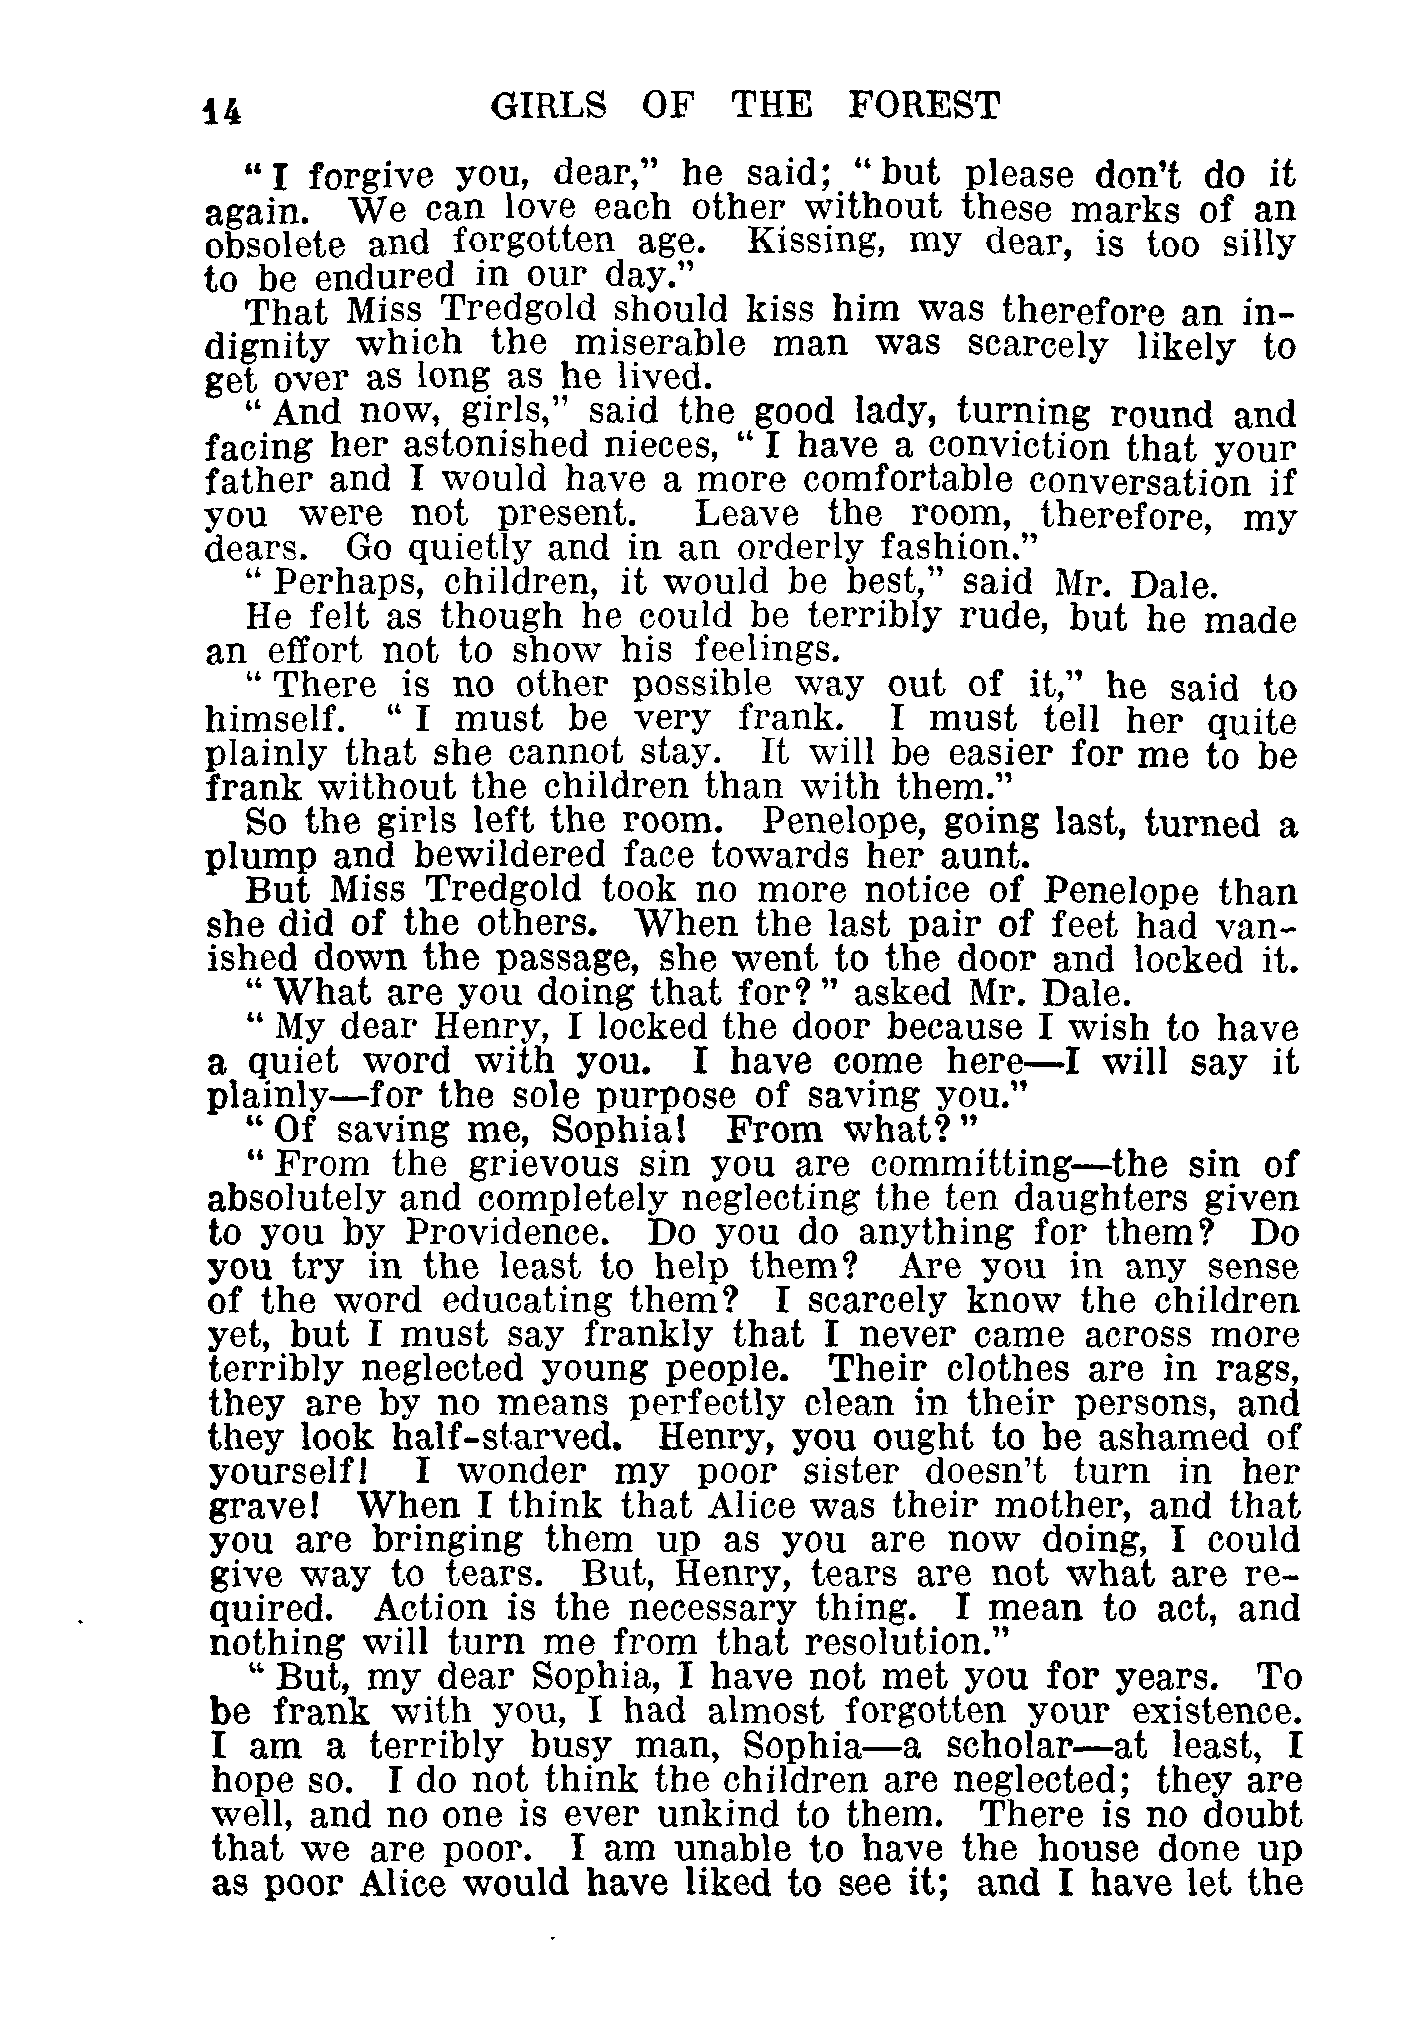 14 GIRLS OF THE FOREST
“I forgive you, dear,” he said; “but please don’t do it
again. We can love each other without these marks of an
obsolete and forgotten age. Kissing, my dear, is too silly
to be endured in our day.”
That Miss Tredgold should kiss him was therefore an in-
dignity which the miserable man was scarcely likely to
get over as long as he lived.
“And now, girls,” said the good lady, turning round and
facing her astonished nieces, “I have a conviction that your
father and I would have a more comfortable conversation if
you were not present. Leave the room, therefore, my
dears. Go quietly and in an orderly fashion.”
“Perhaps, children, it would be best,” said Mr. Dale.
He felt as though he could be terribly rude, but he made
an effort not to show his feelings.
“There is no other possible way out of it,” he said to
himself. “I must be very frank. I must tell her quite
plainly that she cannot stay. It will be easier for me to be
frank without the children than with them.”
So the girls left the room. Penelope, going last, turned a
plump and bewildered face towards her aunt.
But Miss Tredgold took no more notice of Penelope than
she did of the others. When the last pair of feet had van-
ished down the passage, she went to the door and locked it.
“What are you doing that for?” asked Mr. Dale.
“My dear Henry, I locked the door because I wish to have
a quiet word with you. I have come here—I will say it
plainly—for the sole purpose of saving you.”
“Of saving me, Sophia! From what?”
“From the grievous sin you are committing—the sin of
absolutely and completely neglecting the ten daughters given
to you by Providence. Do you do anything for them? Do
you try in the least to help them? Are you in any sense
of the word educating them? I scarcely know the children
yet, but I must say frankly that I never came across more
terribly neglected young people. Their clothes are in rags,
they are by no means perfectly clean in their persons, and
they look half-starved. Henry, you ought to be ashamed of
yourself! I wonder my poor sister doesn’t turn in her
grave! When I think that Alice was their mother, and that
you are bringing them up as you are now doing, I could
give way to tears. But, Henry, tears are not what are re-
quired. Action is the necessary thing. I mean to act, and
nothing will turn me from that resolution.”
“But, my dear Sophia, I have not met you for years. To
be frank with you, I had almost forgotten your existence.
I am a terribly busy man, Sophia—a scholar—at least, I
hope so. I do not think the children are neglected; they are
well, and no one is ever unkind to them. There is no doubt
that we are poor. I am unable to have the house done up
as poor Alice would have liked to see it; and I have let the